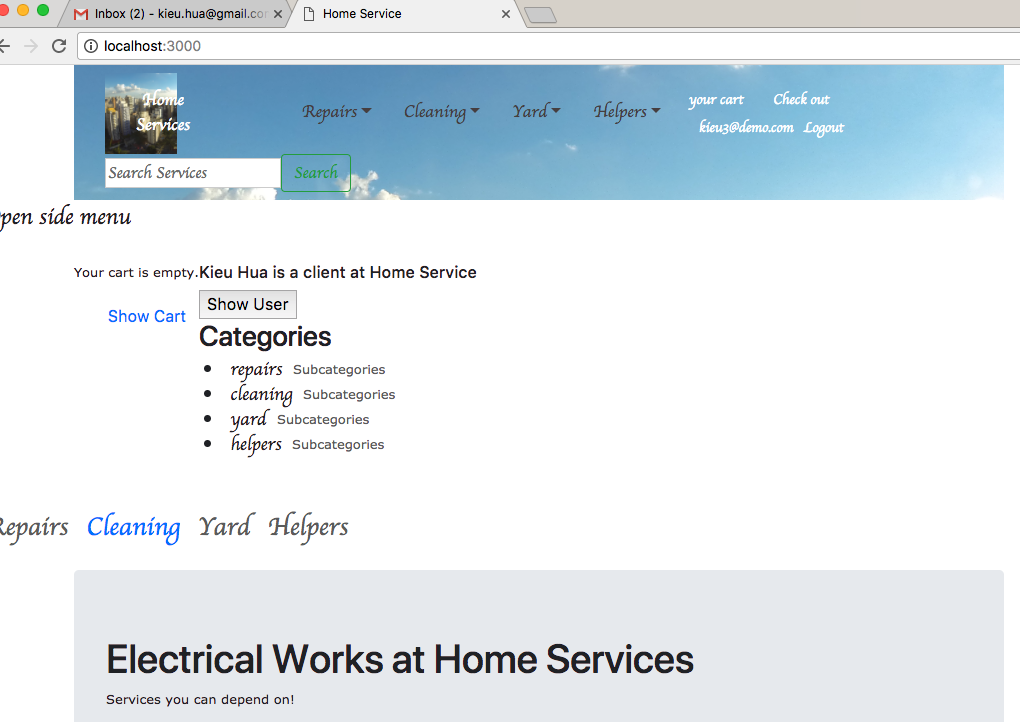 Inbox (2) - kieu.hua@gmail.co
Home Service
localhost:3000
Home Services
Repairs Cleaning Yard Helpers
your cart Check out
kieu3@demo.com Logout
Search Services Search
pen side menu
Your cart is empty. Kieu Hua is a client at Home Service
Show User
Show Cart
Categories
repairs Subcategories
cleaning Subcategories
yard Subcategories
helpers Subcategories
Repairs Cleaning Yard Helpers
Electrical Works at Home Services
Services you can depend on!